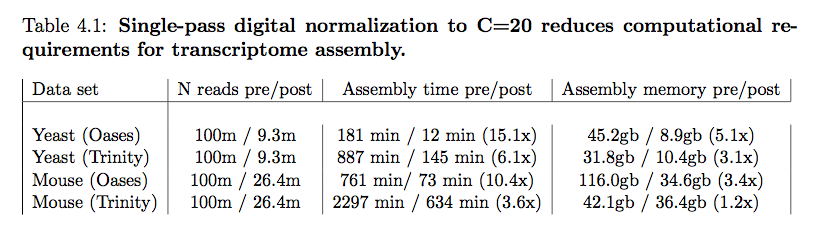 Table 4.1: Single-pass digital normalization to C=20 reduces computational re-
quirements for transcriptome assembly.
Data set N reads pre/post Assembly time pre/post Assembly memory pre/post
Yeast (Oases) 100m / 9.3m 181 min / 12 min (15.1x) 45.2gb / 8.9gb (5.1x)
Yeast (Trinity) 100m / 9.3m 887 min / 145 min (6.1x) 31.8gb / 10.4gb (3.1x)
Mouse (Oases) 100m / 26.4m 761 min/ 73 min (10.4x) 116.0gb / 34.6gb (3.4x)
Mouse (Trinity) 100m / 26.4m 2297 min / 634 min (3.6x) 42.1gb / 36.4gb (1.2x)